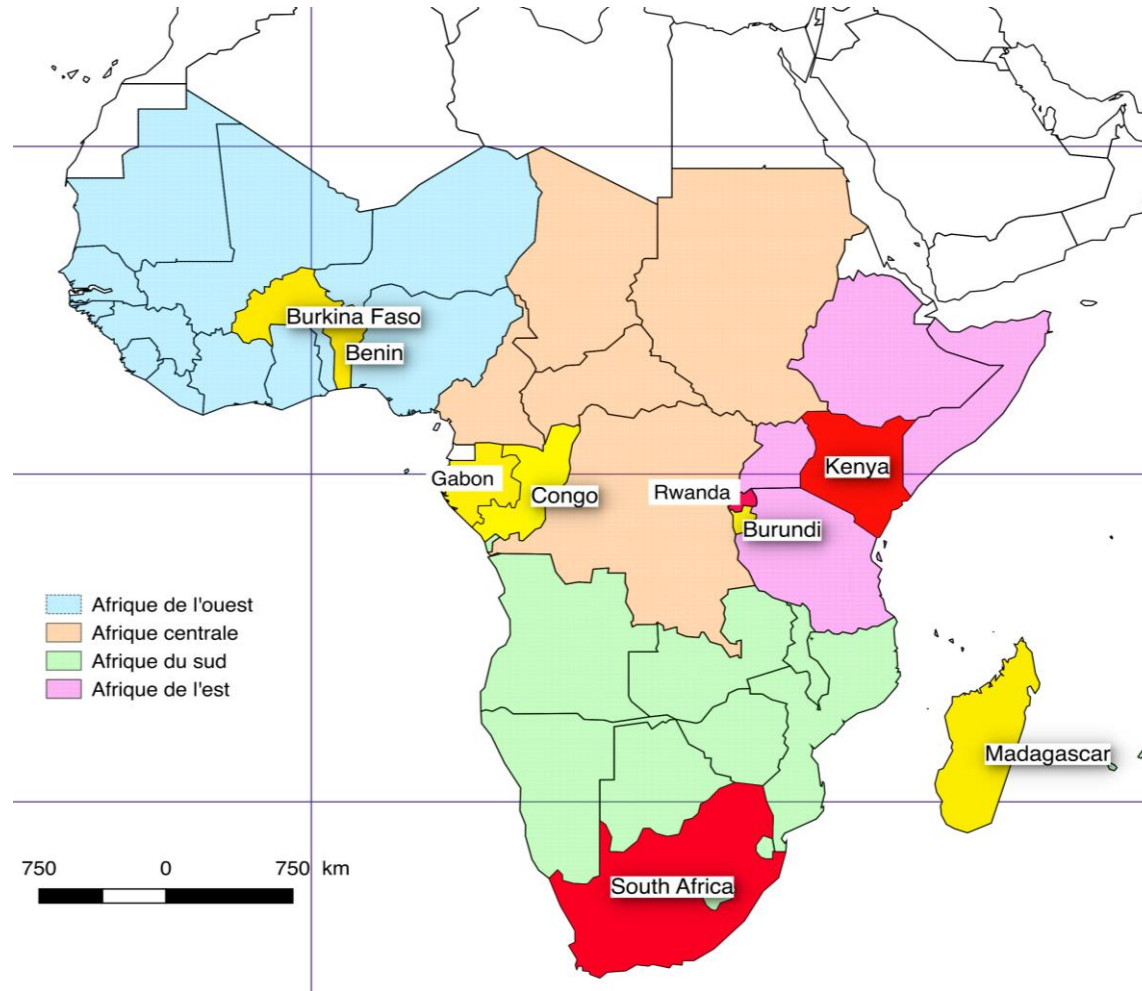 Burkina Faso
Benin
Gabon
Congo
Rwanda
Kenya
Burundi
Afrique de l'ouest
Afrique centrale
Afrique du sud
Afrique de l'est
Madagascar
750 0 750 km
South Africa